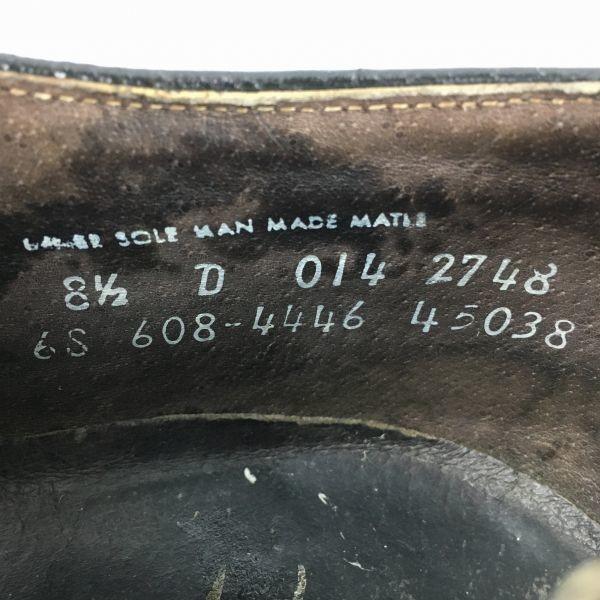 SOLE MAN MADE MATLS
8½ D 014 2748
6S 608-4446 45038